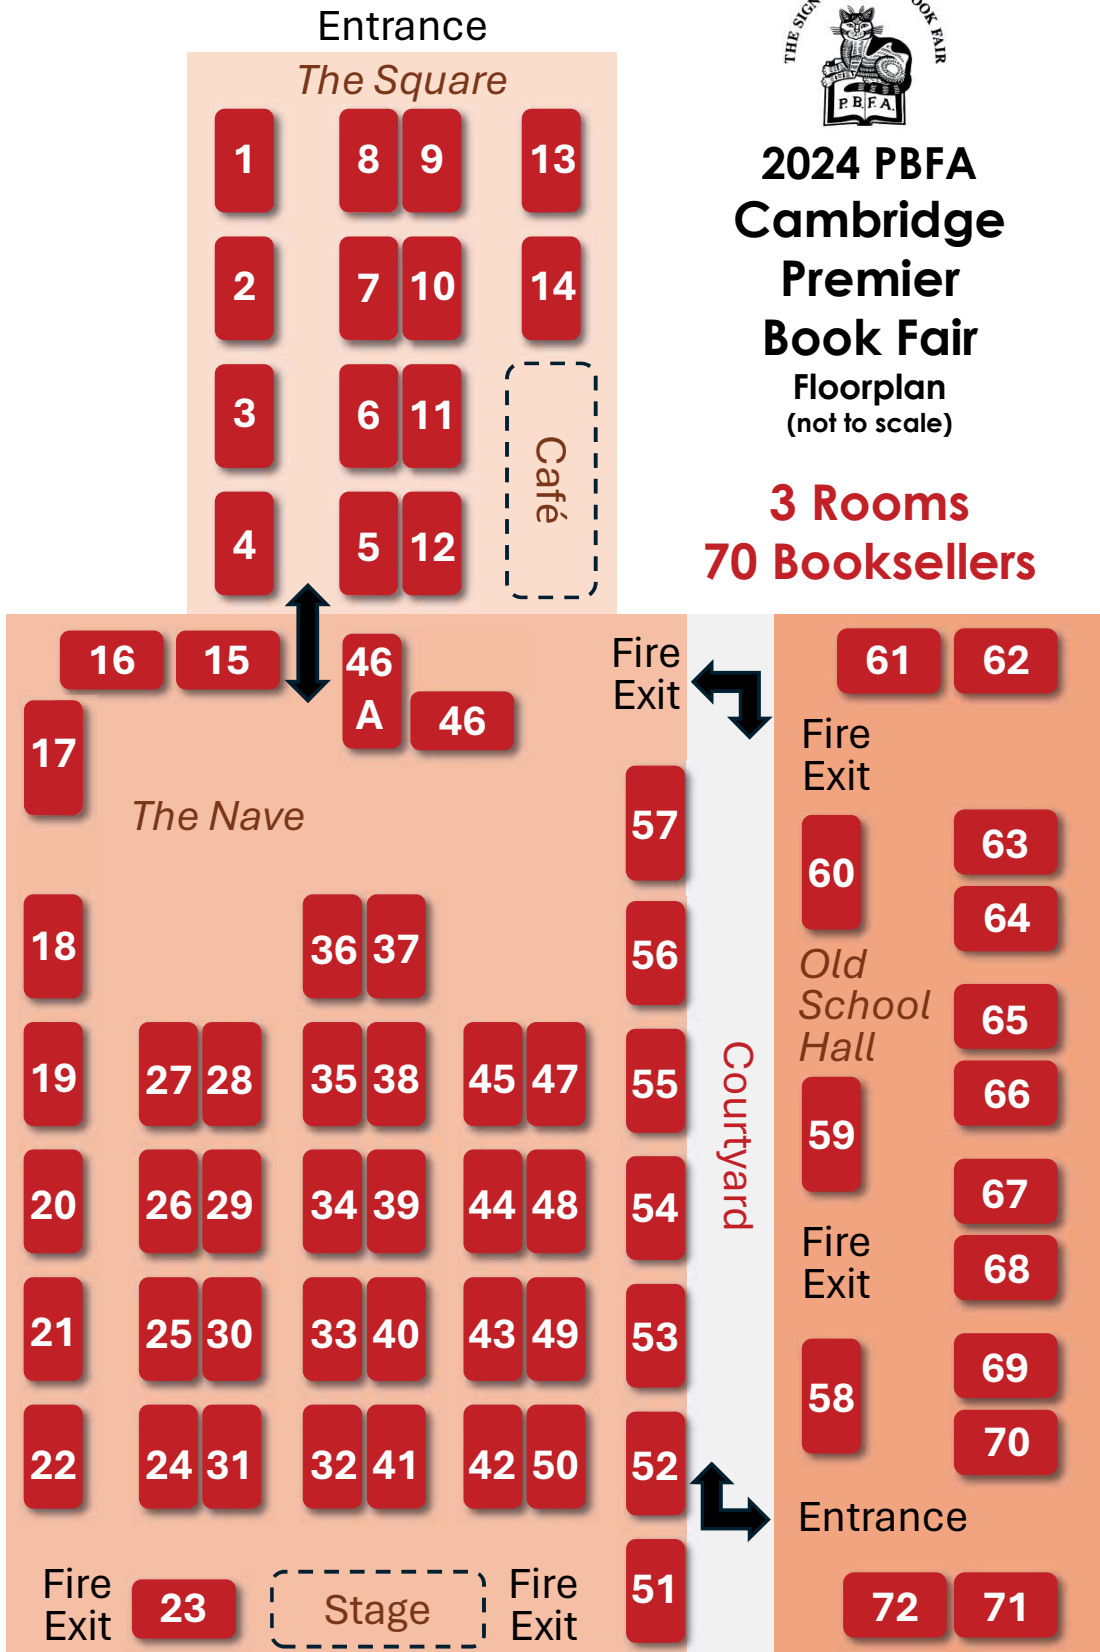 Entrance
The Square
THE SIGN
OOK FAIR
P.B.F.A.
2024 PBFA
Cambridge
Premier
Book Fair
Floorplan
(not to scale)
3 Rooms
70 Booksellers
1 8 9 13
2 7 10 14
3 6 11
4 5 12
Café
16 15 46 A 46
Fire
Exit
61 62
17
The Nave
Fire
Exit
57
60 63
64
18 36 37 56
Old
School
Hall
65
19 27 28 35 38 45 47 55
66
Courtyard
59
20 26 29 34 39 44 48 54
67
Fire
Exit
68
21 25 30 33 40 43 49 53
58 69
70
22 24 31 32 41 42 50 52
Entrance
Fire
Exit
23
Stage
Fire
Exit
51
72 71